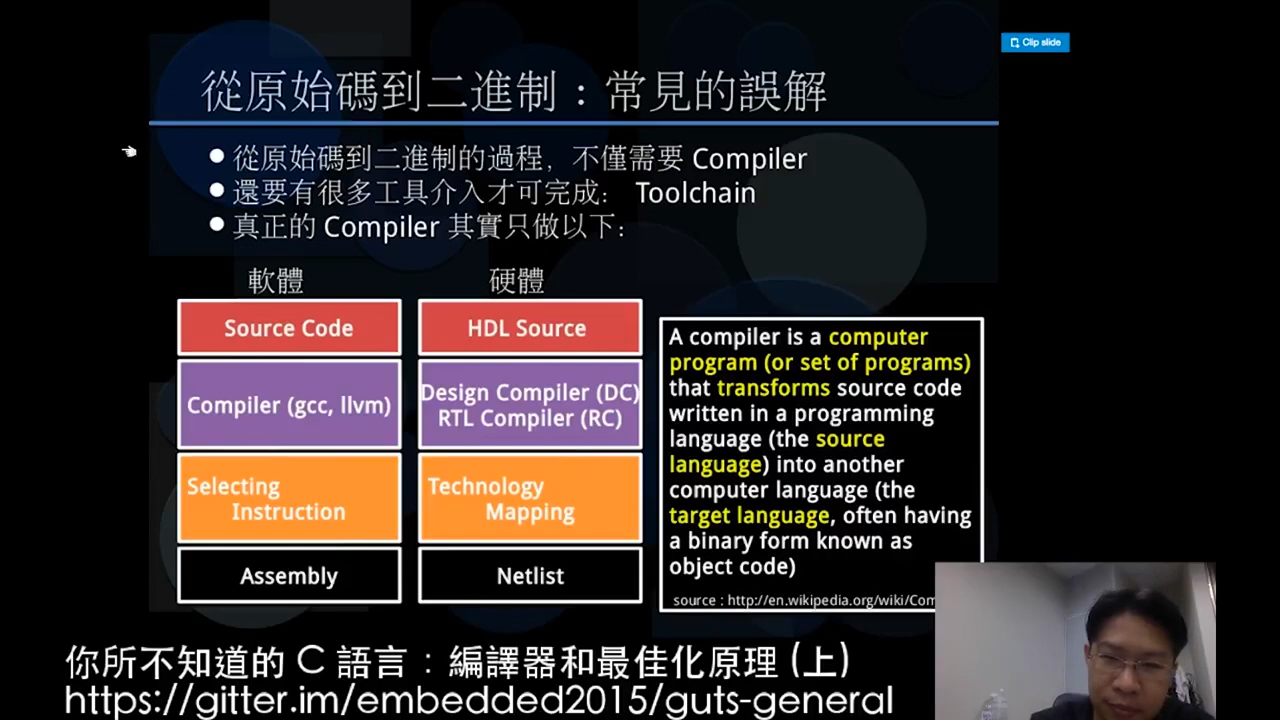 Clip slide
從原始碼到二進制：常見的誤解
從原始碼到二進制的過程，不僅需要 Compiler
還要有很多工具介入才可完成： Toolchain
真正的 Compiler 其實只做以下：
軟體
硬體
Source Code
HDL Source
Compiler (gcc, llvm)
Design Compiler (DC)
RTL Compiler (RC)
Selecting
Instruction
Technology
Mapping
Assembly
Netlist
A compiler is a computer
program (or set of programs)
that transforms source code
written in a programming
language (the source
language) into another
computer language (the
target language, often having
a binary form known as
object code)
source : http://en.wikipedia.org/wiki/Com
你所不知道的 C 語言：編譯器和最佳化原理 (上)
https://gitter.im/embedded2015/guts-general